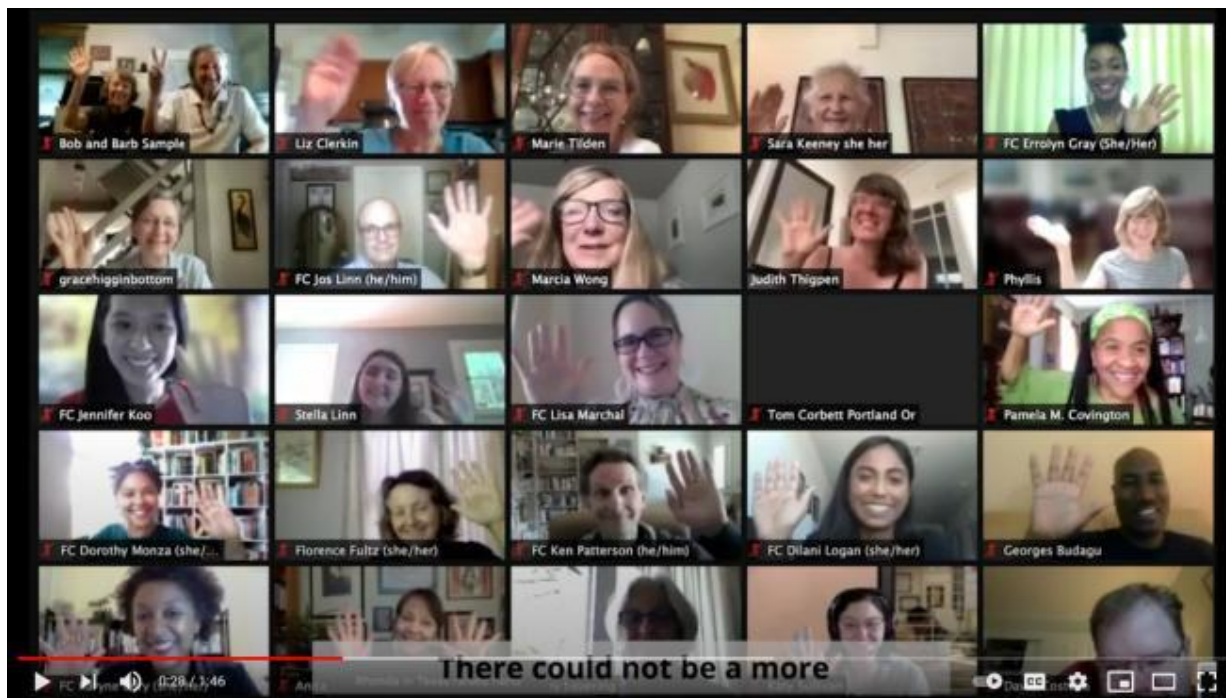 Bob and Barb Sample
Liz Clerkin
Marie Tilden
Sara Keeney she her
FC Errolyn Gray (She/Her)
gracehigginbottom
FC Jos Linn (he/him)
Marcia Wong
Judith Thigpen
Phyllis
FC Jennifer Koo
Stella Linn
FC Lisa Marchal
Tom Corbett Portland Or
Pamela M. Covington
FC Dorothy Monza (she/...
Florence Fultz (she/her)
FC Ken Patterson (he/him)
FC Dilani Logan (she/her)
Georges Budagu
There could not be a more
0:28 / 1:46
CC